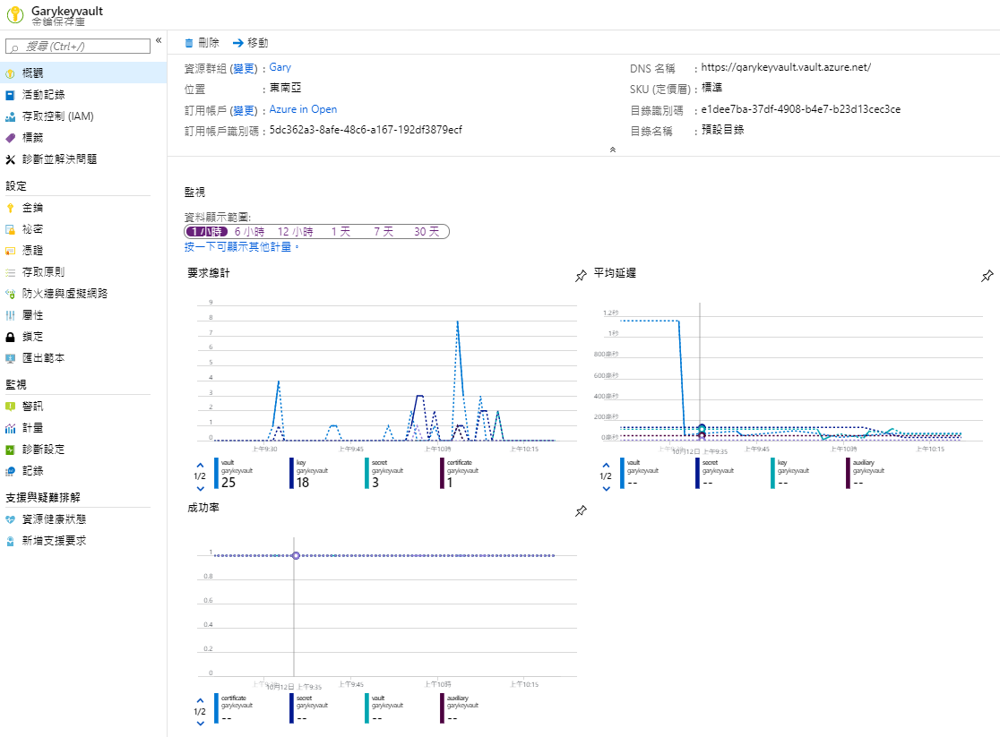 Garykeyvault
金鑰保存庫
搜尋 (Ctrl+/)
«
概觀
活動記錄
存取控制 (IAM)
標籤
診斷並解決問題
設定
金鑰
祕密
憑證
存取原則
防火牆與虛擬網路
屬性
鎖定
匯出範本
監視
警訊
計量
診斷設定
記錄
支援與疑難排解
資源健康狀態
新增支援要求
刪除 移動
資源群組 (變更) : Gary
位置 : 東南亞
訂用帳戶 (變更) : Azure in Open
訂用帳戶識別碼 : 5dc362a3-8afe-48c6-a167-192df3879ecf
DNS 名稱 : https://garykeyvault.vault.azure.net/
SKU (定價層) : 標準
目錄識別碼 : e1dee7ba-37df-4908-b4e7-b23d13cec3ce
目錄名稱 : 預設目錄
監視
資料顯示範圍:
1 小時 6 小時 12 小時 1 天 7 天 30 天
按一下可顯示其他計量。
要求總計
9
8
7
6
5
4
3
2
1
0
上午9:30 上午9:45 上午10時 上午10:15
1/2
vault garykeyvault 25
key garykeyvault 18
secret garykeyvault 3
certificate garykeyvault 1
平均延遲
1.2秒
1秒
800毫秒
600毫秒
400毫秒
200毫秒
0毫秒
10月12日 上午9:35 上午9:45 上午10時 上午10:15
1/2
vault garykeyvault --
secret garykeyvault --
key garykeyvault --
auxiliary garykeyvault --
成功率
1
0.8
0.6
0.4
0.2
0
10月12日 上午9:35 上午9:45 上午10時 上午10:15
1/2
certificate garykeyvault --
secret garykeyvault --
vault garykeyvault --
auxiliary garykeyvault --